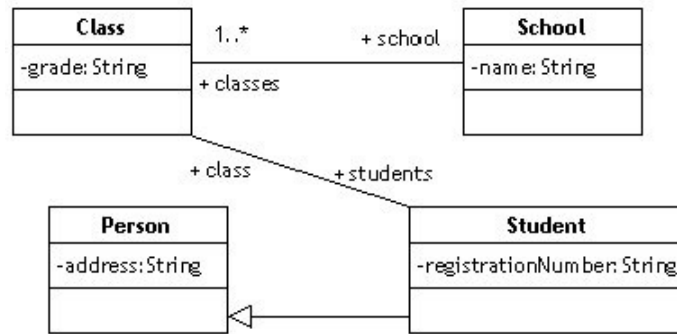 Class
1..*
+ school
School
-grade: String
-name: String
+ classes
+ class
+ students
Person
Student
-address: String
-registrationNumber: String